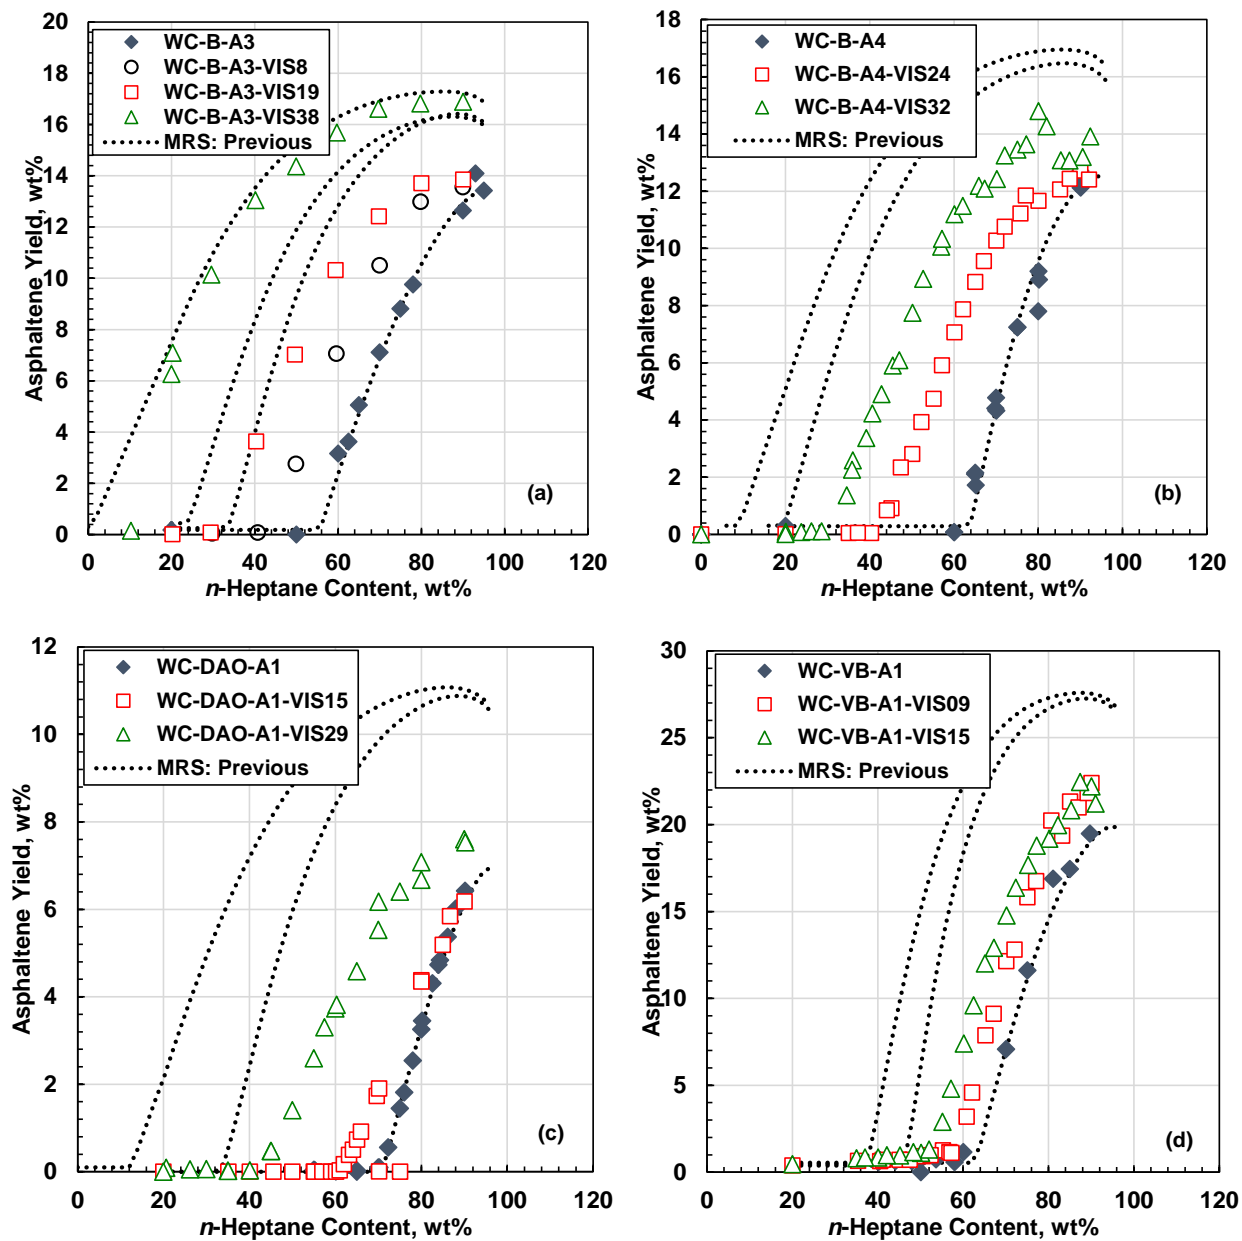 20
18
16
14
12
10
8
6
4
2
0
Asphaltene Yield, wt%
WC-B-A3
WC-B-A3-VIS8
WC-B-A3-VIS19
WC-B-A3-VIS38
MRS: Previous
(a)
0 20 40 60 80 100 120
n-Heptane Content, wt%
18
16
14
12
10
8
6
4
2
0
Asphaltene Yield, wt%
WC-B-A4
WC-B-A4-VIS24
WC-B-A4-VIS32
MRS: Previous
(b)
0 20 40 60 80 100 120
n-Heptane Content, wt%
12
10
8
6
4
2
0
Asphaltene Yield, wt%
WC-DAO-A1
WC-DAO-A1-VIS15
WC-DAO-A1-VIS29
MRS: Previous
(c)
0 20 40 60 80 100 120
n-Heptane Content, wt%
30
25
20
15
10
5
0
Asphaltene Yield, wt%
WC-VB-A1
WC-VB-A1-VIS09
WC-VB-A1-VIS15
MRS: Previous
(d)
0 20 40 60 80 100 120
n-Heptane Content, wt%